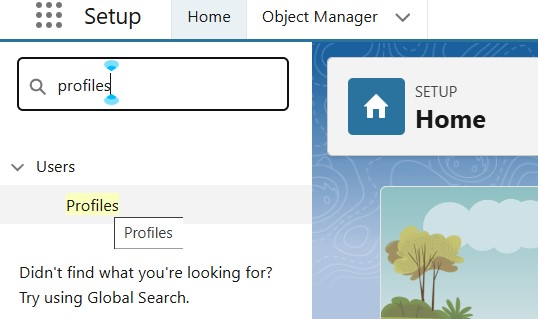 Setup
Home
Object Manager
profiles
Users
Profiles
Profiles
Didn't find what you're looking for?
Try using Global Search.
SETUP
Home